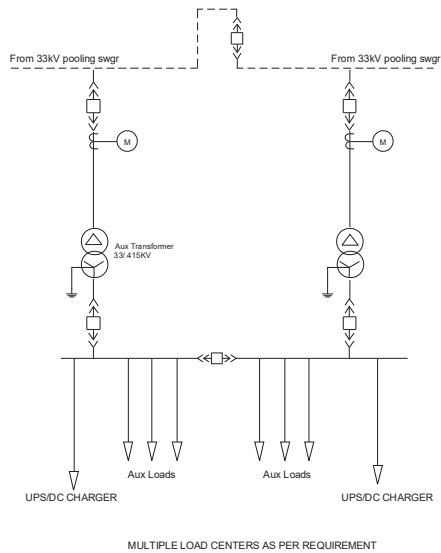 From 33kV pooling swgr
From 33kV pooling swgr
M
M
Aux Transformer
33/.415KV
Aux Loads
Aux Loads
UPS/DC CHARGER
UPS/DC CHARGER
MULTIPLE LOAD CENTERS AS PER REQUIREMENT